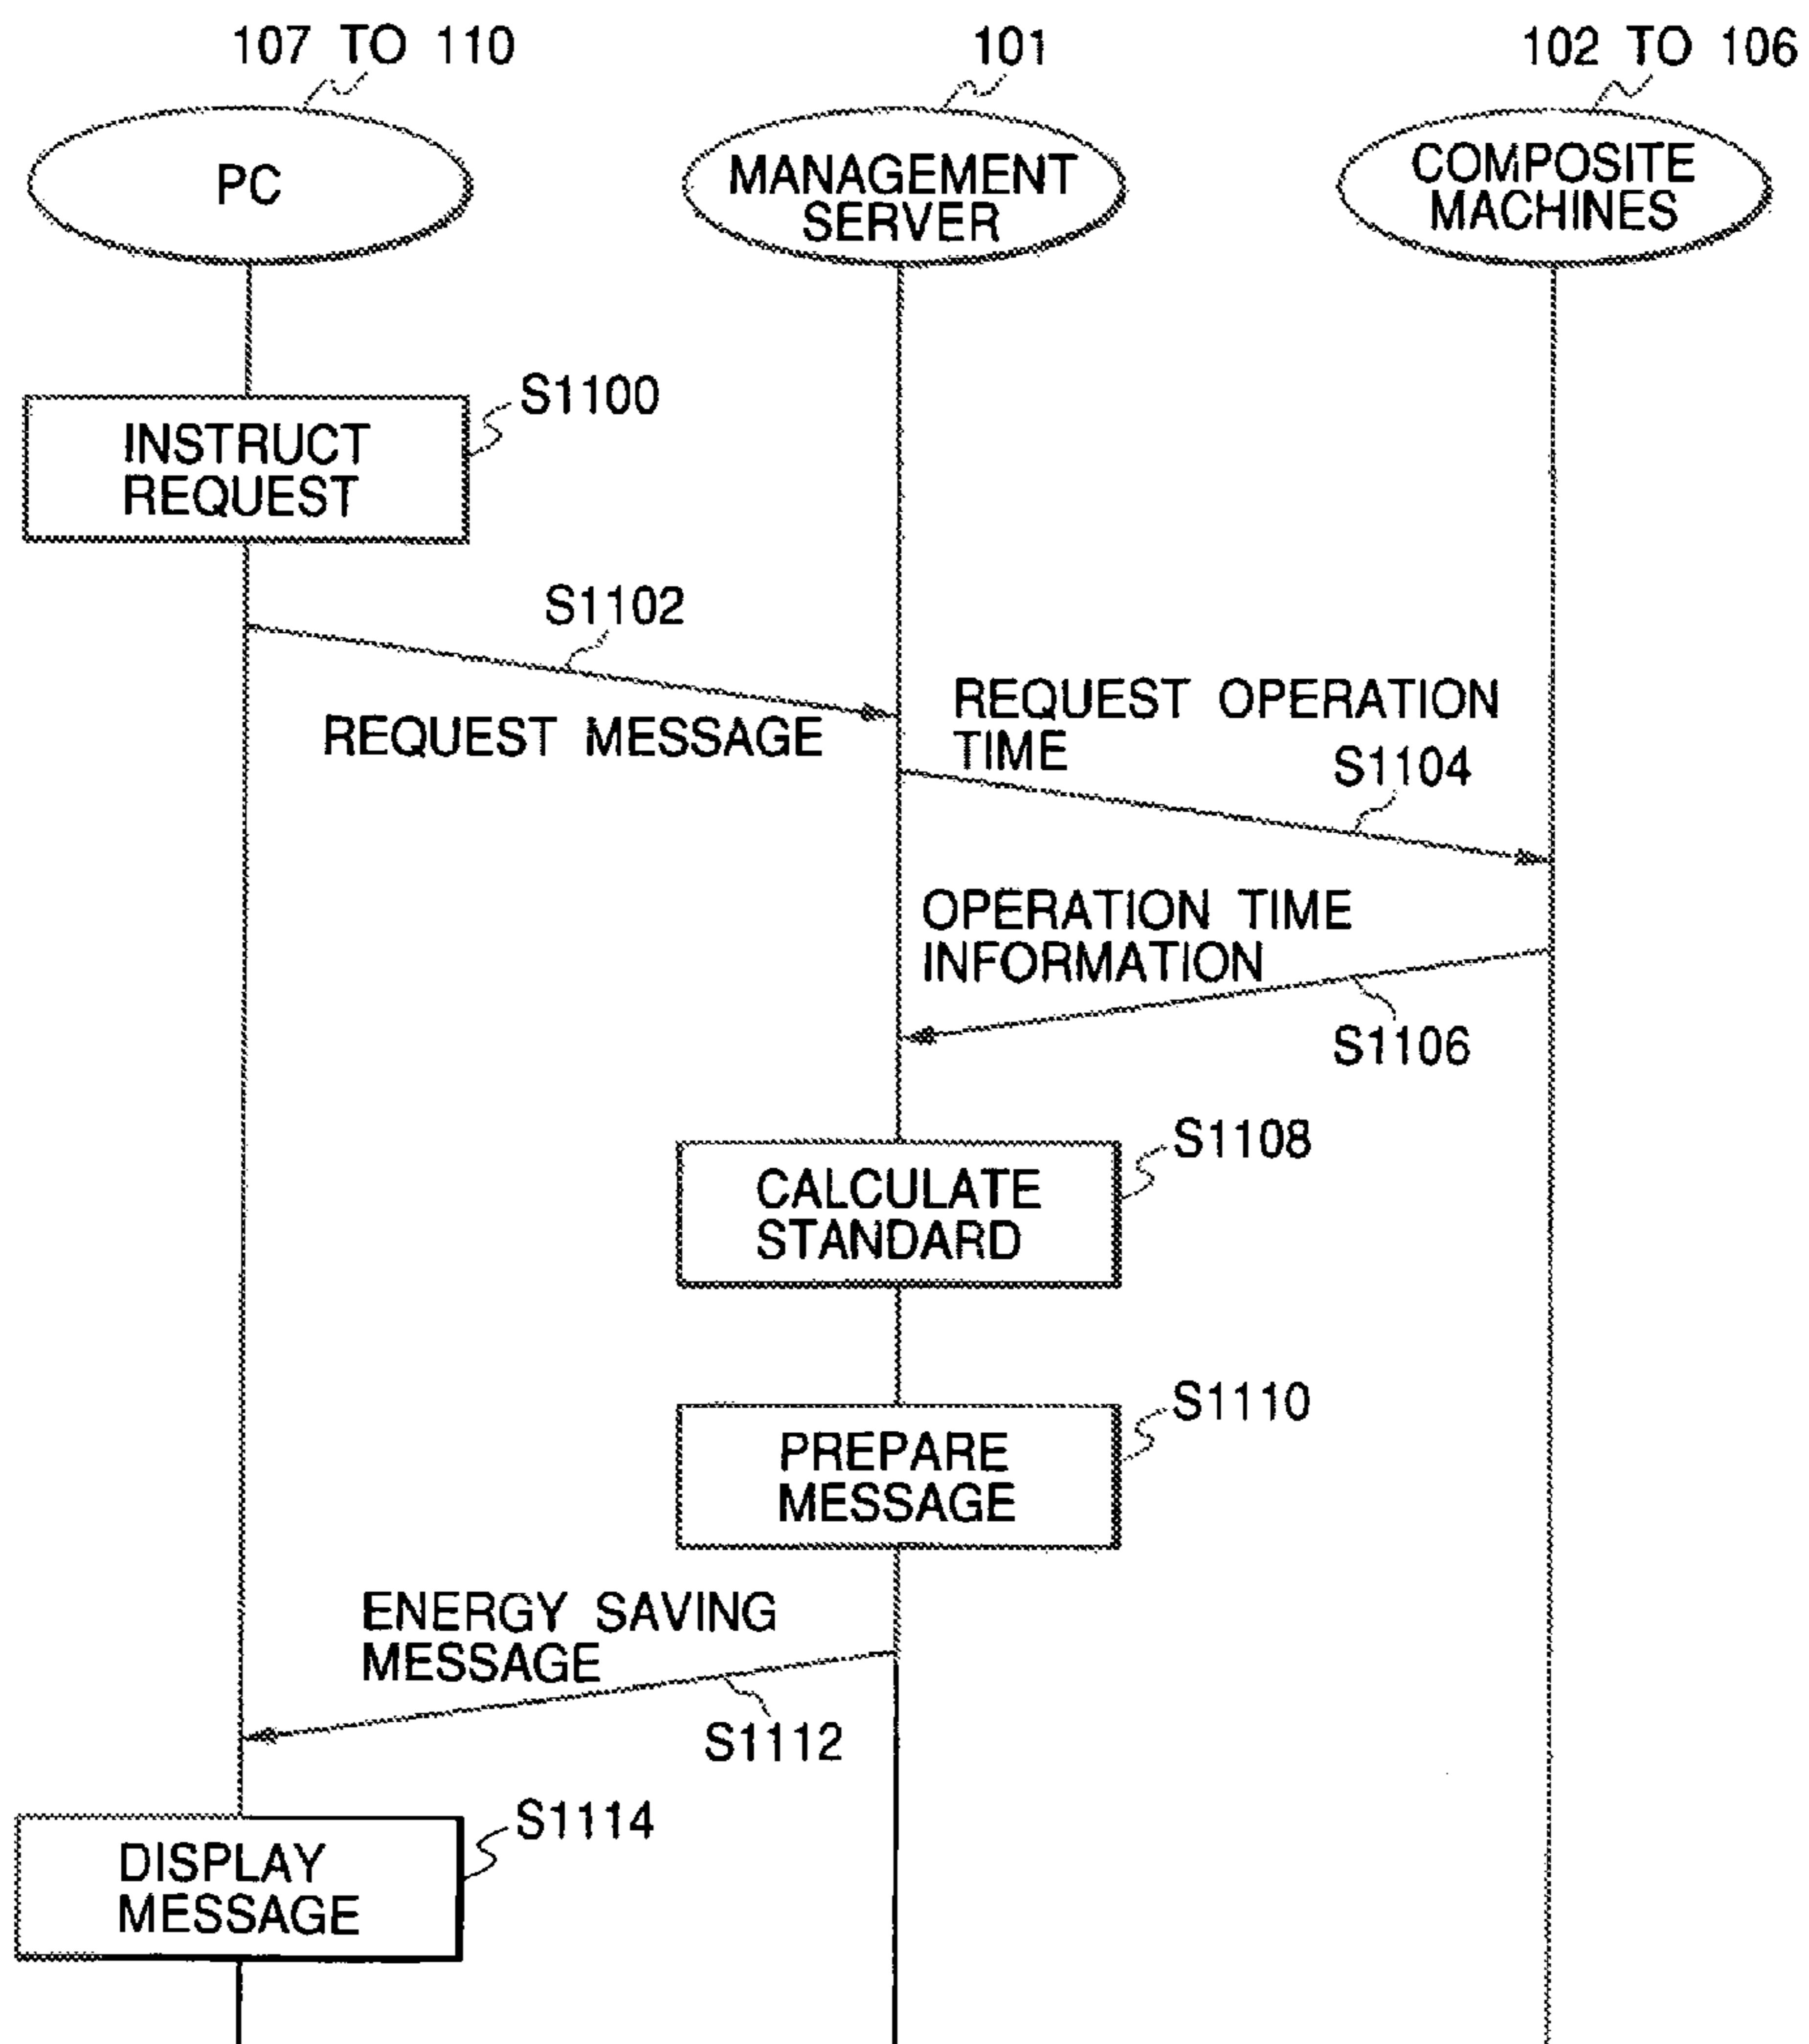 107 TO 110
101
102 TO 106
PC
MANAGEMENT
SERVER
COMPOSITE
MACHINES
S1100
INSTRUCT
REQUEST
S1102
REQUEST MESSAGE
REQUEST OPERATION
TIME
S1104
OPERATION TIME
INFORMATION
S1106
S1108
CALCULATE
STANDARD
S1110
PREPARE
MESSAGE
ENERGY SAVING
MESSAGE
S1112
S1114
DISPLAY
MESSAGE